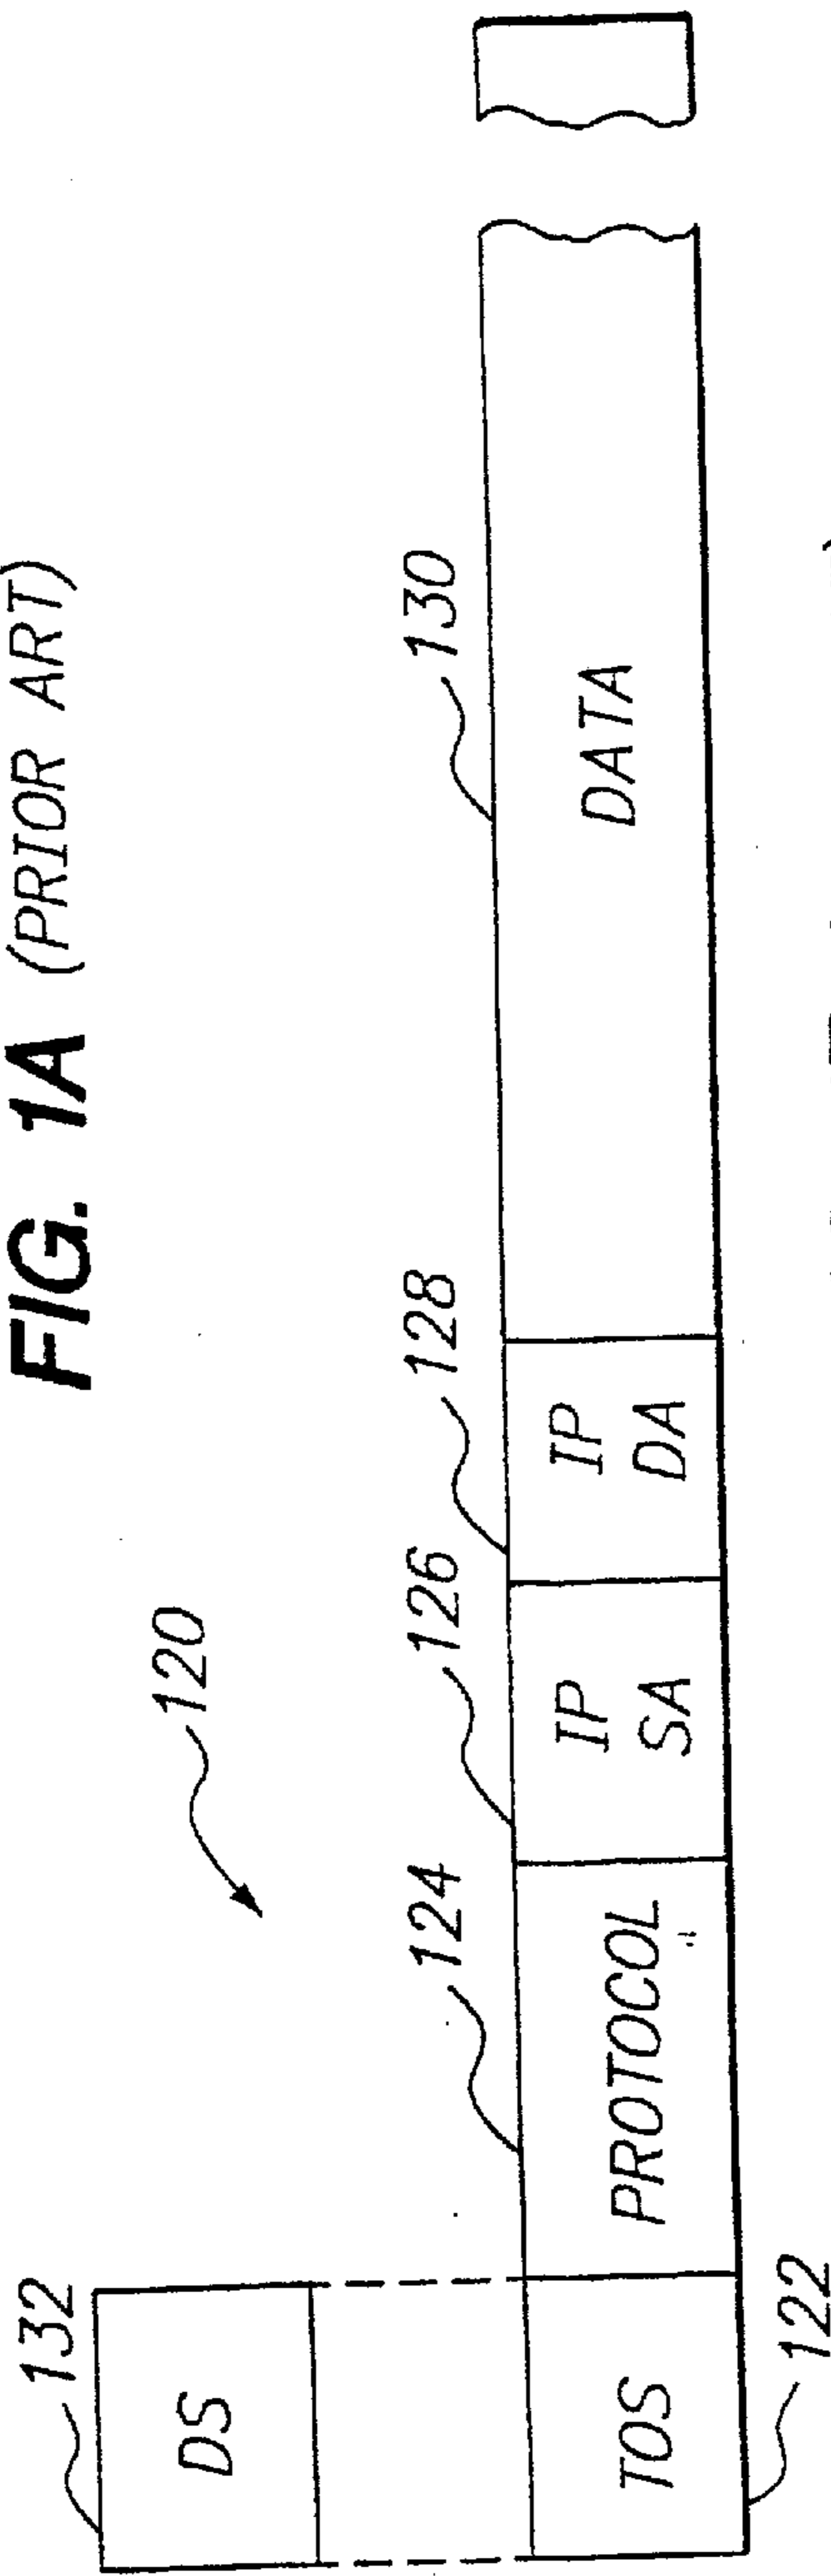 FIG. 1A (PRIOR ART)
120
132
DS
124
126
128
130
TOS
PROTOCOL
IP
SA
IP
DA
DATA
122